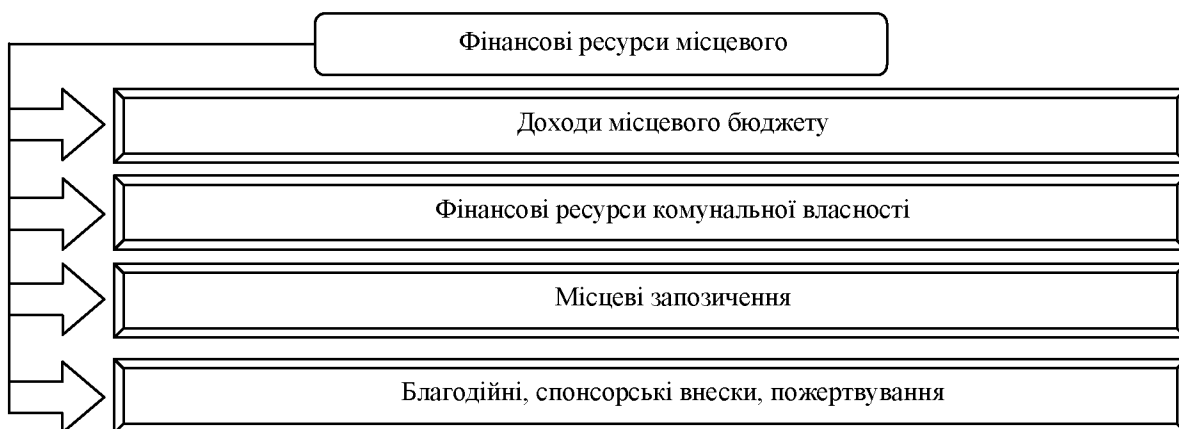 Фінансові ресурси місцевого
Доходи місцевого бюджету
Фінансові ресурси комунальної власності
Місцеві запозичення
Благодійні, спонсорські внески, пожертвування